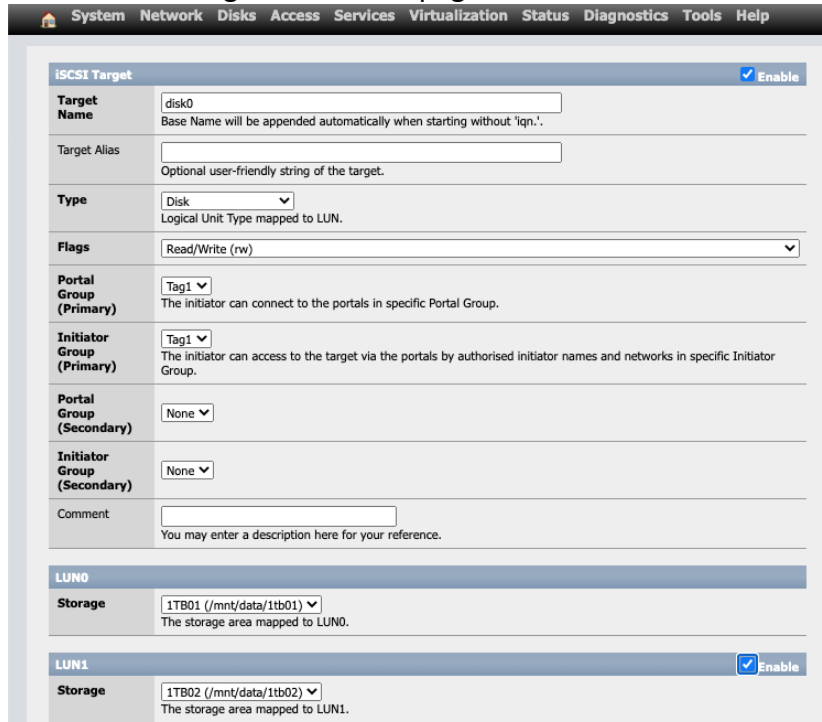 System Network Disks Access Services Virtualization Status Diagnostics Tools Help
iSCSI Target Enable
Target
Name
disk0
Base Name will be appended automatically when starting without 'iqn.'.
Target Alias
Optional user-friendly string of the target.
Type
Disk
Logical Unit Type mapped to LUN.
Flags
Read/Write (rw)
Portal
Group
(Primary)
Tag1
The initiator can connect to the portals in specific Portal Group.
Initiator
Group
(Primary)
Tag1
The initiator can access to the target via the portals by authorised initiator names and networks in specific Initiator
Group.
Portal
Group
(Secondary)
None
Initiator
Group
(Secondary)
None
Comment
You may enter a description here for your reference.
LUN0
Storage
1TB01 (/mnt/data/1tb01)
The storage area mapped to LUN0.
LUN1 Enable
Storage
1TB02 (/mnt/data/1tb02)
The storage area mapped to LUN1.